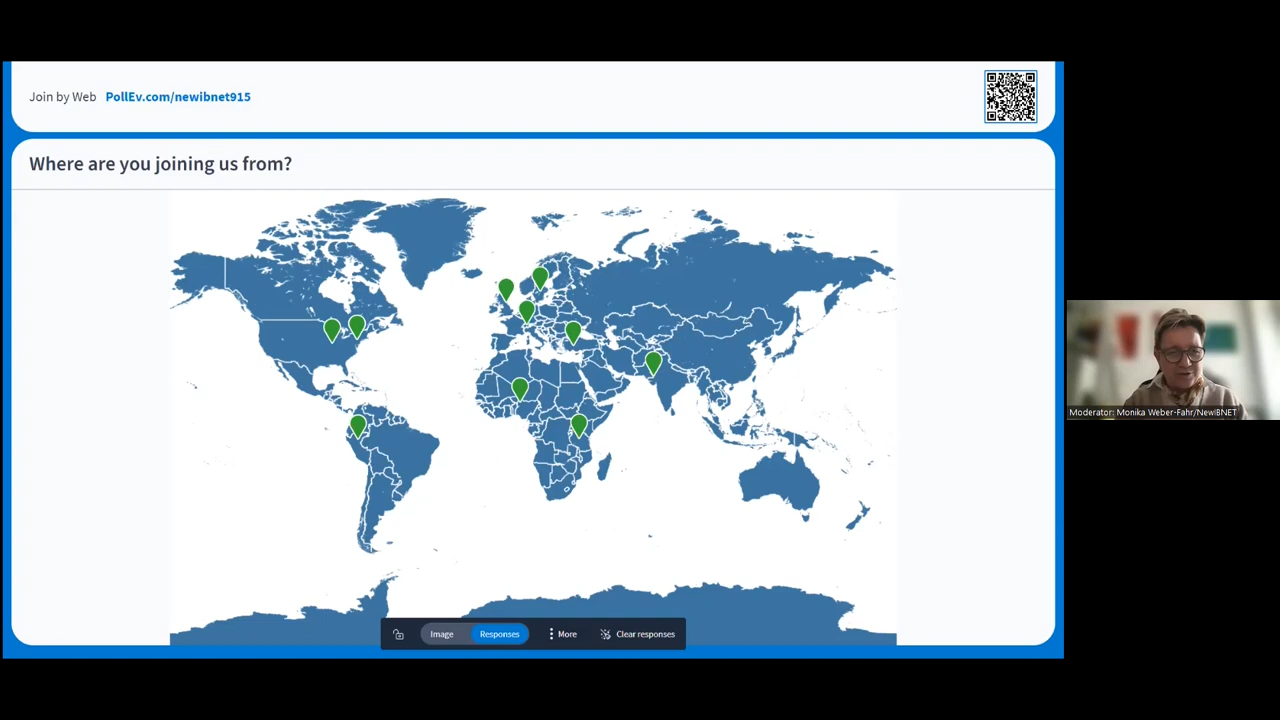 Join by Web PollEv.com/newibnet915
Where are you joining us from?
Moderator: Monika Weber-Fahr/NewIBNET
Image Responses More Clear responses